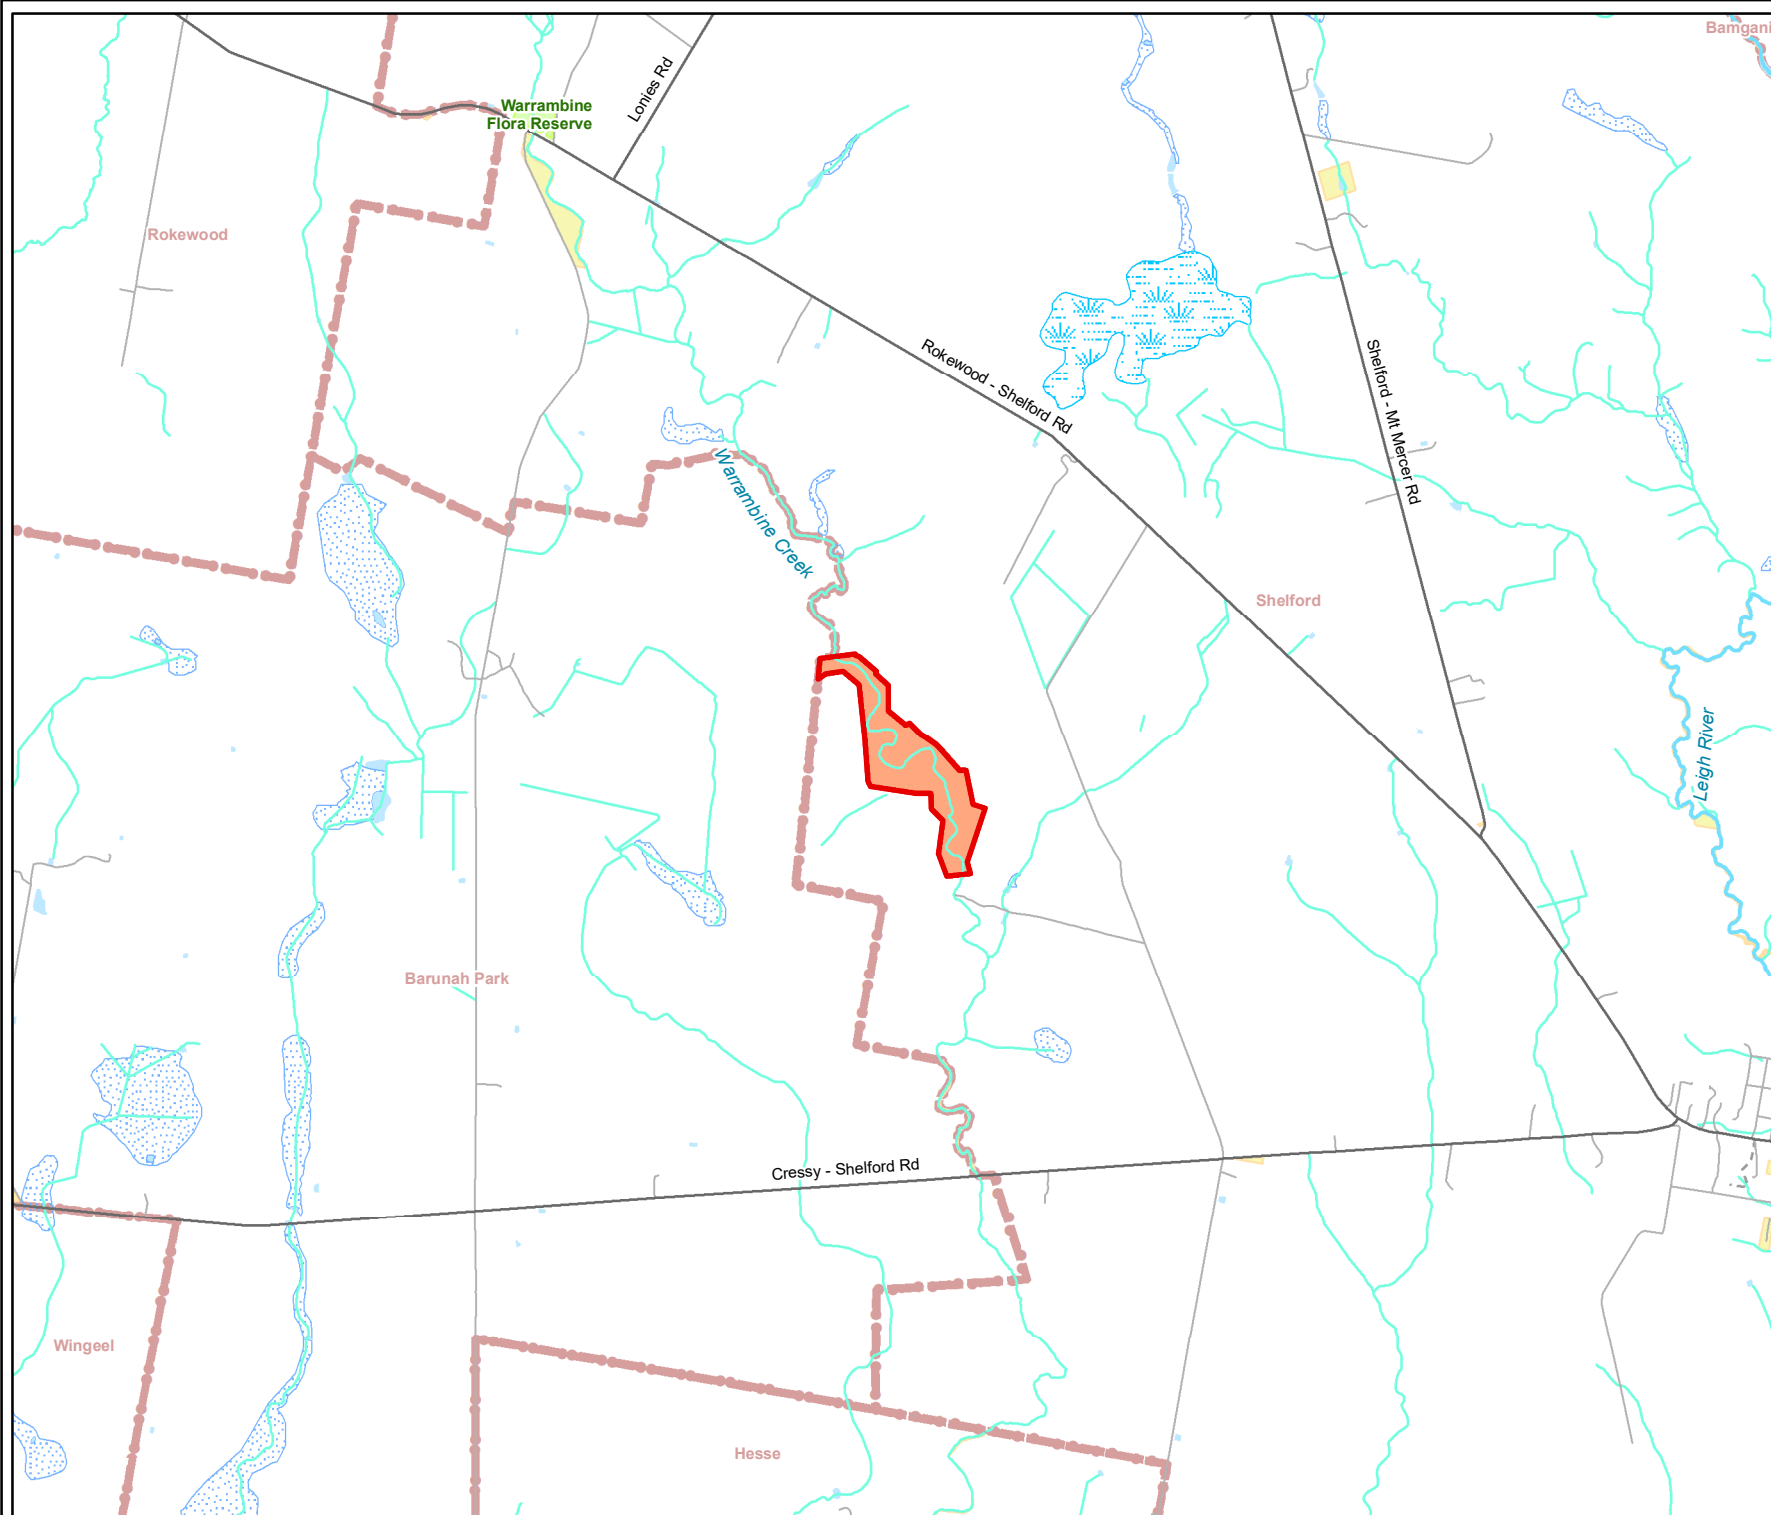 Bamgani
Warrambine
Flora Reserve
Lonies Rd
Rokewood
Rokewood - Shelford Rd
Shelford - Mt Mercer Rd
Warrambine Creek
Shelford
Leigh River
Barunah Park
Cressy - Shelford Rd
Wingeel
Hesse